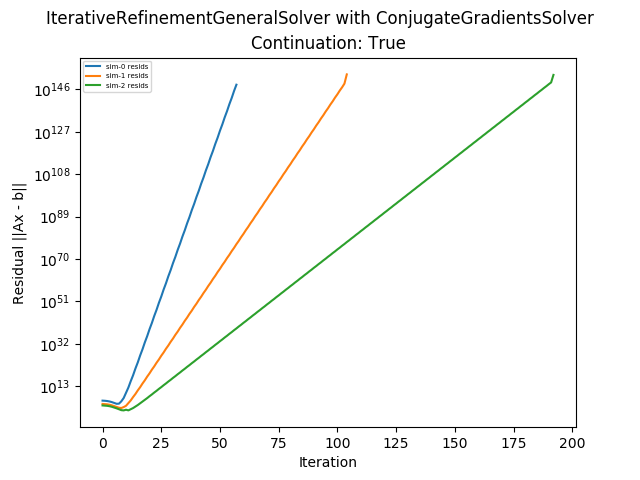 IterativeRefinementGeneralSolver with ConjugateGradientsSolver
Continuation: True
sim-0 resids
sim-1 resids
sim-2 resids
10^146
10^127
10^108
10^89
10^70
10^51
10^32
10^13
Residual ||Ax - b||
0 25 50 75 100 125 150 175 200
Iteration